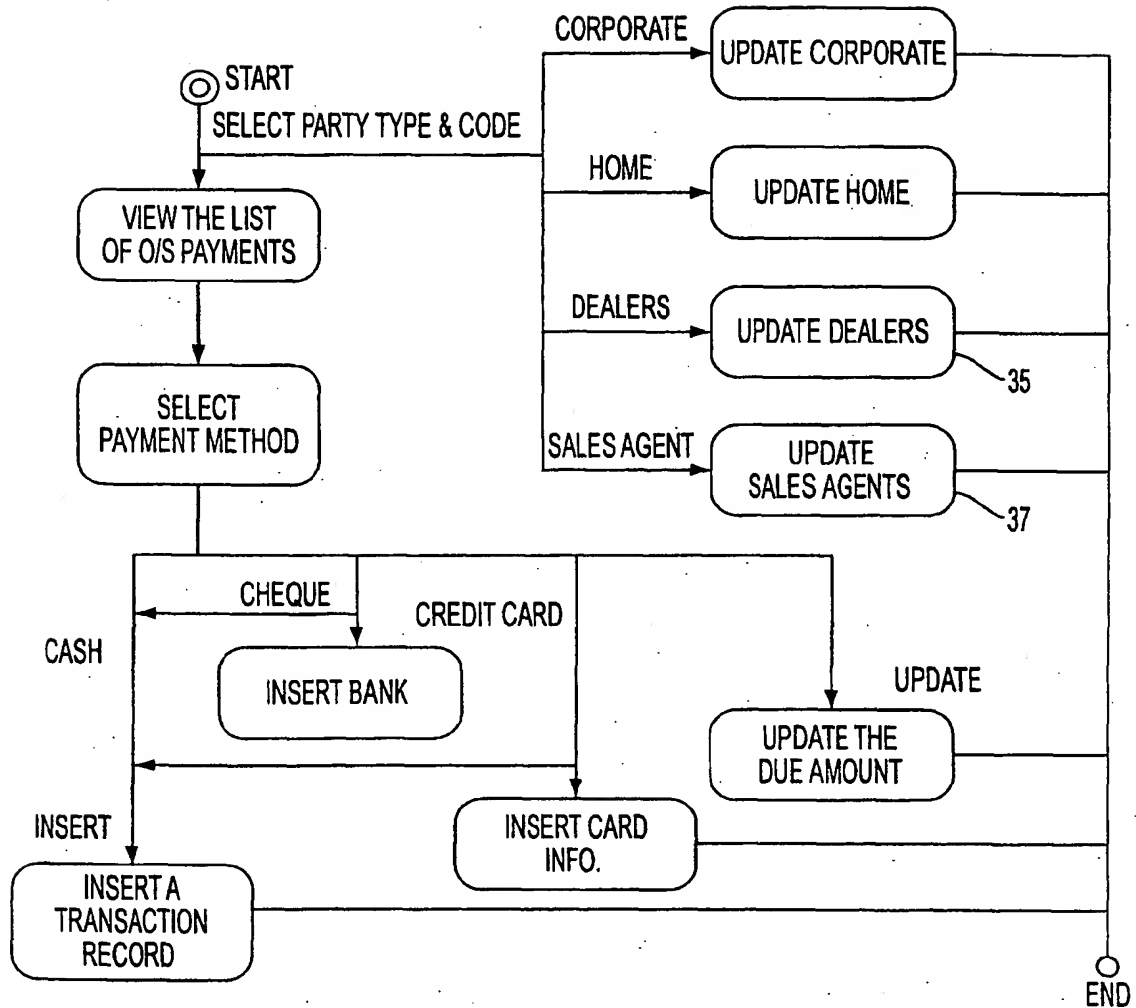 START
SELECT PARTY TYPE & CODE
VIEW THE LIST
OF O/S PAYMENTS
SELECT
PAYMENT METHOD
CORPORATE
UPDATE CORPORATE
HOME
UPDATE HOME
DEALERS
UPDATE DEALERS
35
SALES AGENT
UPDATE
SALES AGENTS
37
CHEQUE
CREDIT CARD
CASH
INSERT BANK
UPDATE
UPDATE THE
DUE AMOUNT
INSERT
INSERT CARD
INFO.
INSERT A
TRANSACTION
RECORD
END